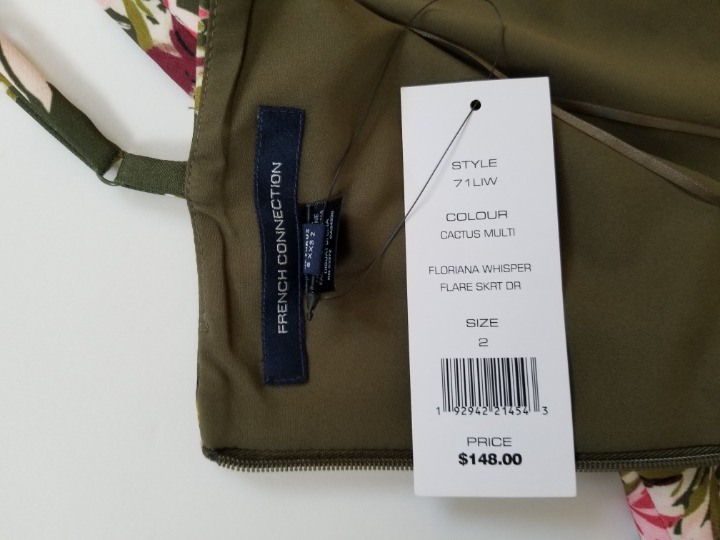 FRENCH CONNECTION
STYLE
71LIW
COLOUR
CACTUS MULTI
FLORIANA WHISPER
FLARE SKRT DR
SIZE
2
1 92942 21454 3
PRICE
$148.00